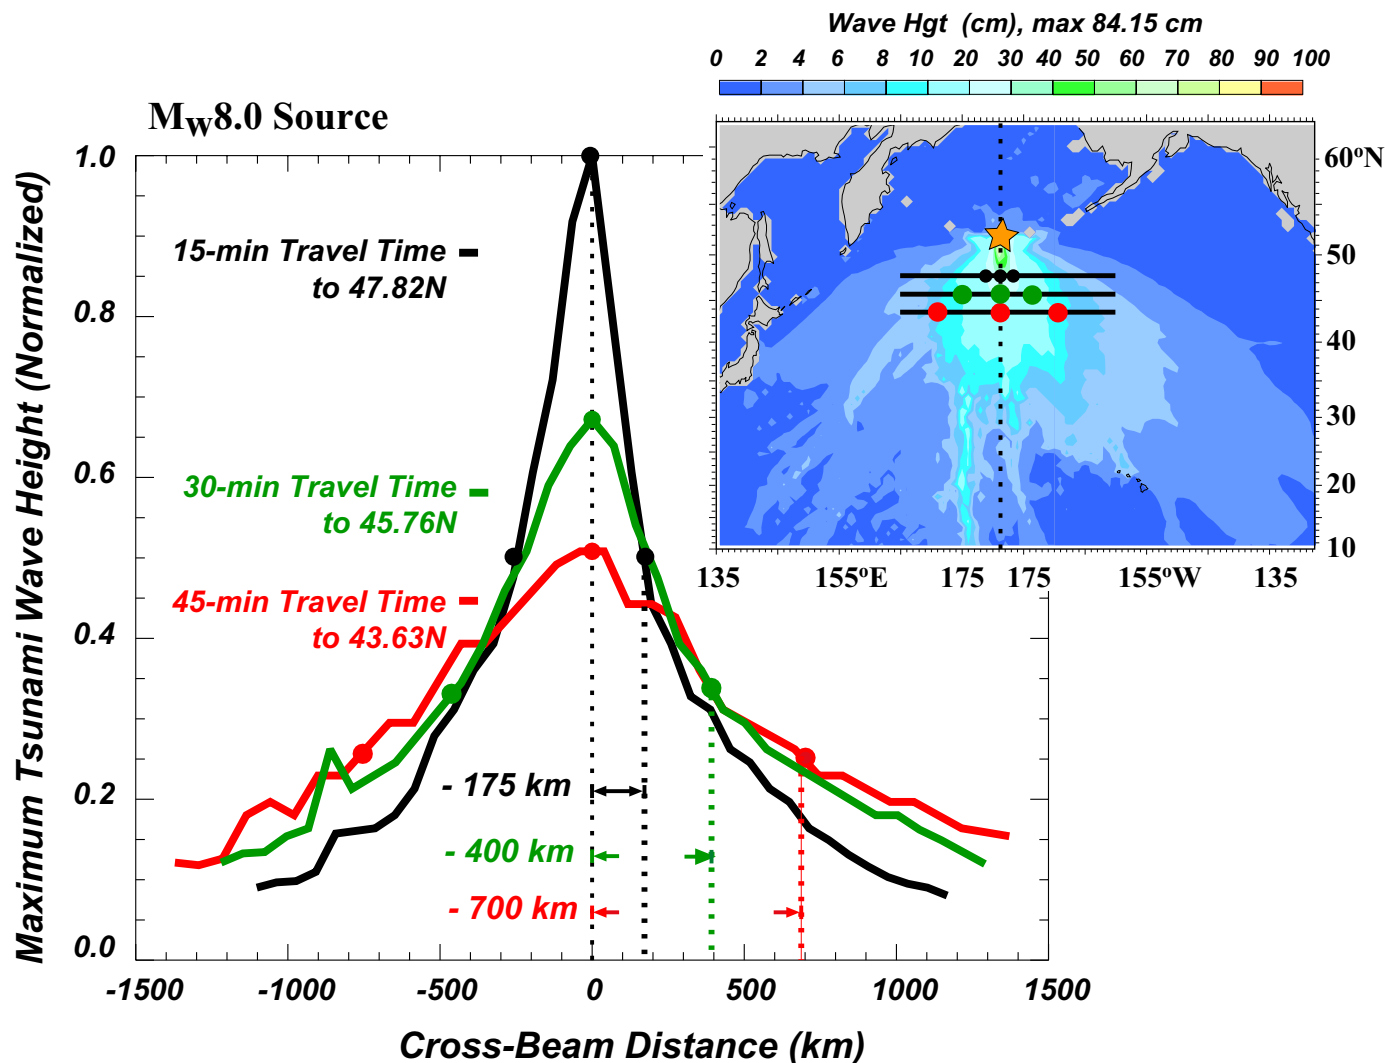 Wave Hgt (cm), max 84.15 cm
0 2 4 6 8 10 20 28 30 40 55 58 90 100
Mw8.0 Source
60ºN
50
40
30
20
10
135 155ºE 175 175 155ºW 135
Maximum Tsunami Wave Height (Normalized)
1.0
0.8
0.6
0.4
0.2
0.0
15-min Travel Time
to 47.82N
30-min Travel Time
to 45.76N
45-min Travel Time
to 43.63N
- 175 km
- 400 km
- 700 km
-1500 -1000 -500 0 500 1000 1500
Cross-Beam Distance (km)